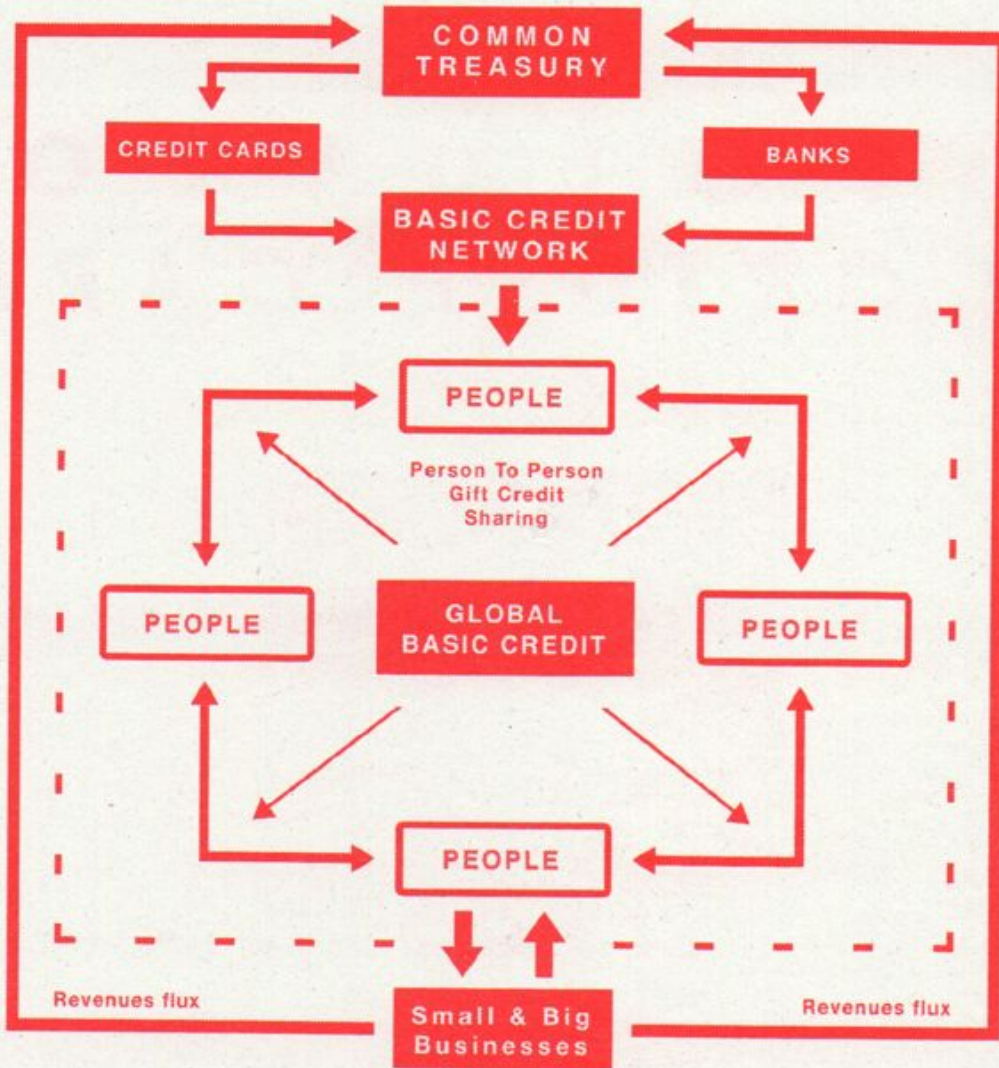 COMMON
TREASURY
CREDIT CARDS
BANKS
BASIC CREDIT
NETWORK
PEOPLE
Person To Person
Gift Credit
Sharing
PEOPLE
GLOBAL
BASIC CREDIT
PEOPLE
PEOPLE
Revenues flux
Small & Big
Businesses
Revenues flux